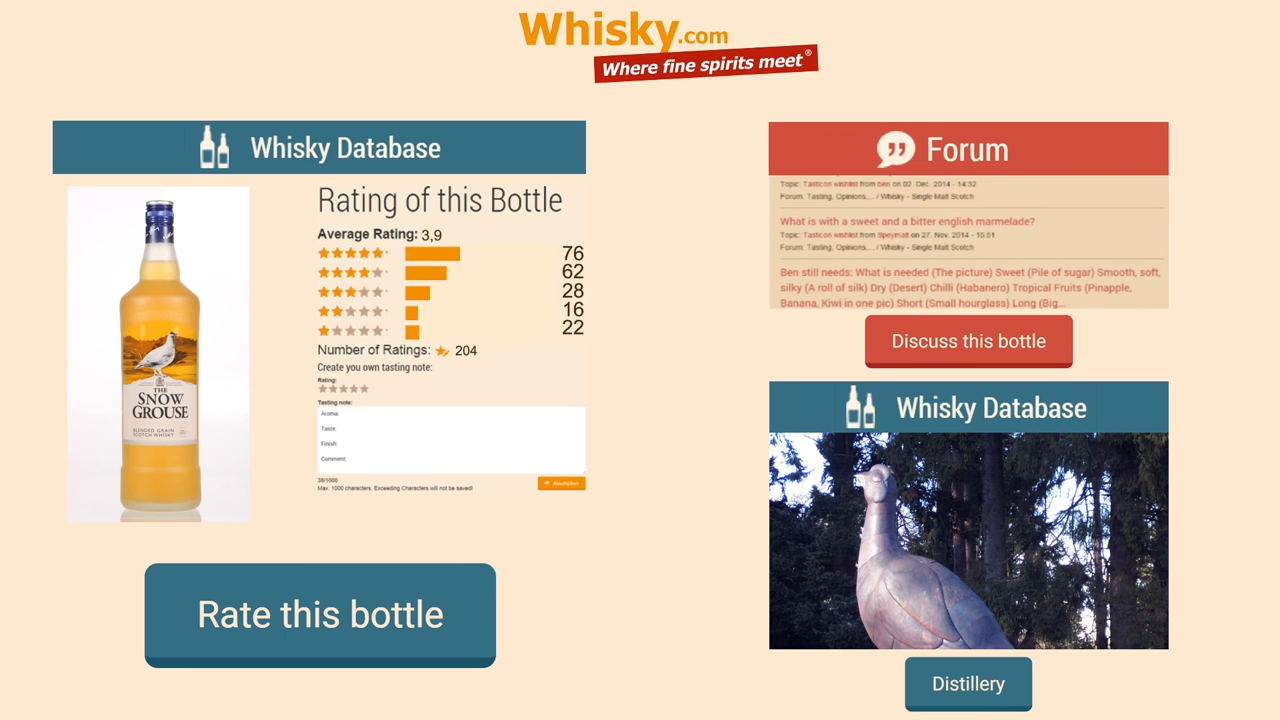 Whisky.com
Where fine spirits meet®
Whisky Database
Rating of this Bottle
Average Rating: 3,9
76
62
28
16
22
Number of Ratings: 204
Create you own tasting note:
Rating:
Tasting note:
Aroma:
Taste:
Finish:
Comment:
38/1000
Max. 1000 characters. Exceeding Characters will not be saved!
THE
SNOW
GROUSE
BLENDED GRAIN
SCOTCH WHISKY
Rate this bottle
Forum
Topic: Tasticon wishlist from ben on 02. Dec. 2014 - 14:32
Forum: Tasting, Opinions,... / Whisky - Single Malt Scotch
What is with a sweet and a bitter english marmelade?
Topic: Tasticon wishlist from Speymalt on 27. Nov. 2014 - 15:51
Forum: Tasting, Opinions,... / Whisky - Single Malt Scotch
Ben still needs: What is needed (The picture) Sweet (Pile of sugar) Smooth, soft,
silky (A roll of silk) Dry (Desert) Chilli (Habanero) Tropical Fruits (Pineapple,
Banana, Kiwi in one pic) Short (Small hourglass) Long (Big...
Discuss this bottle
Whisky Database
Distillery